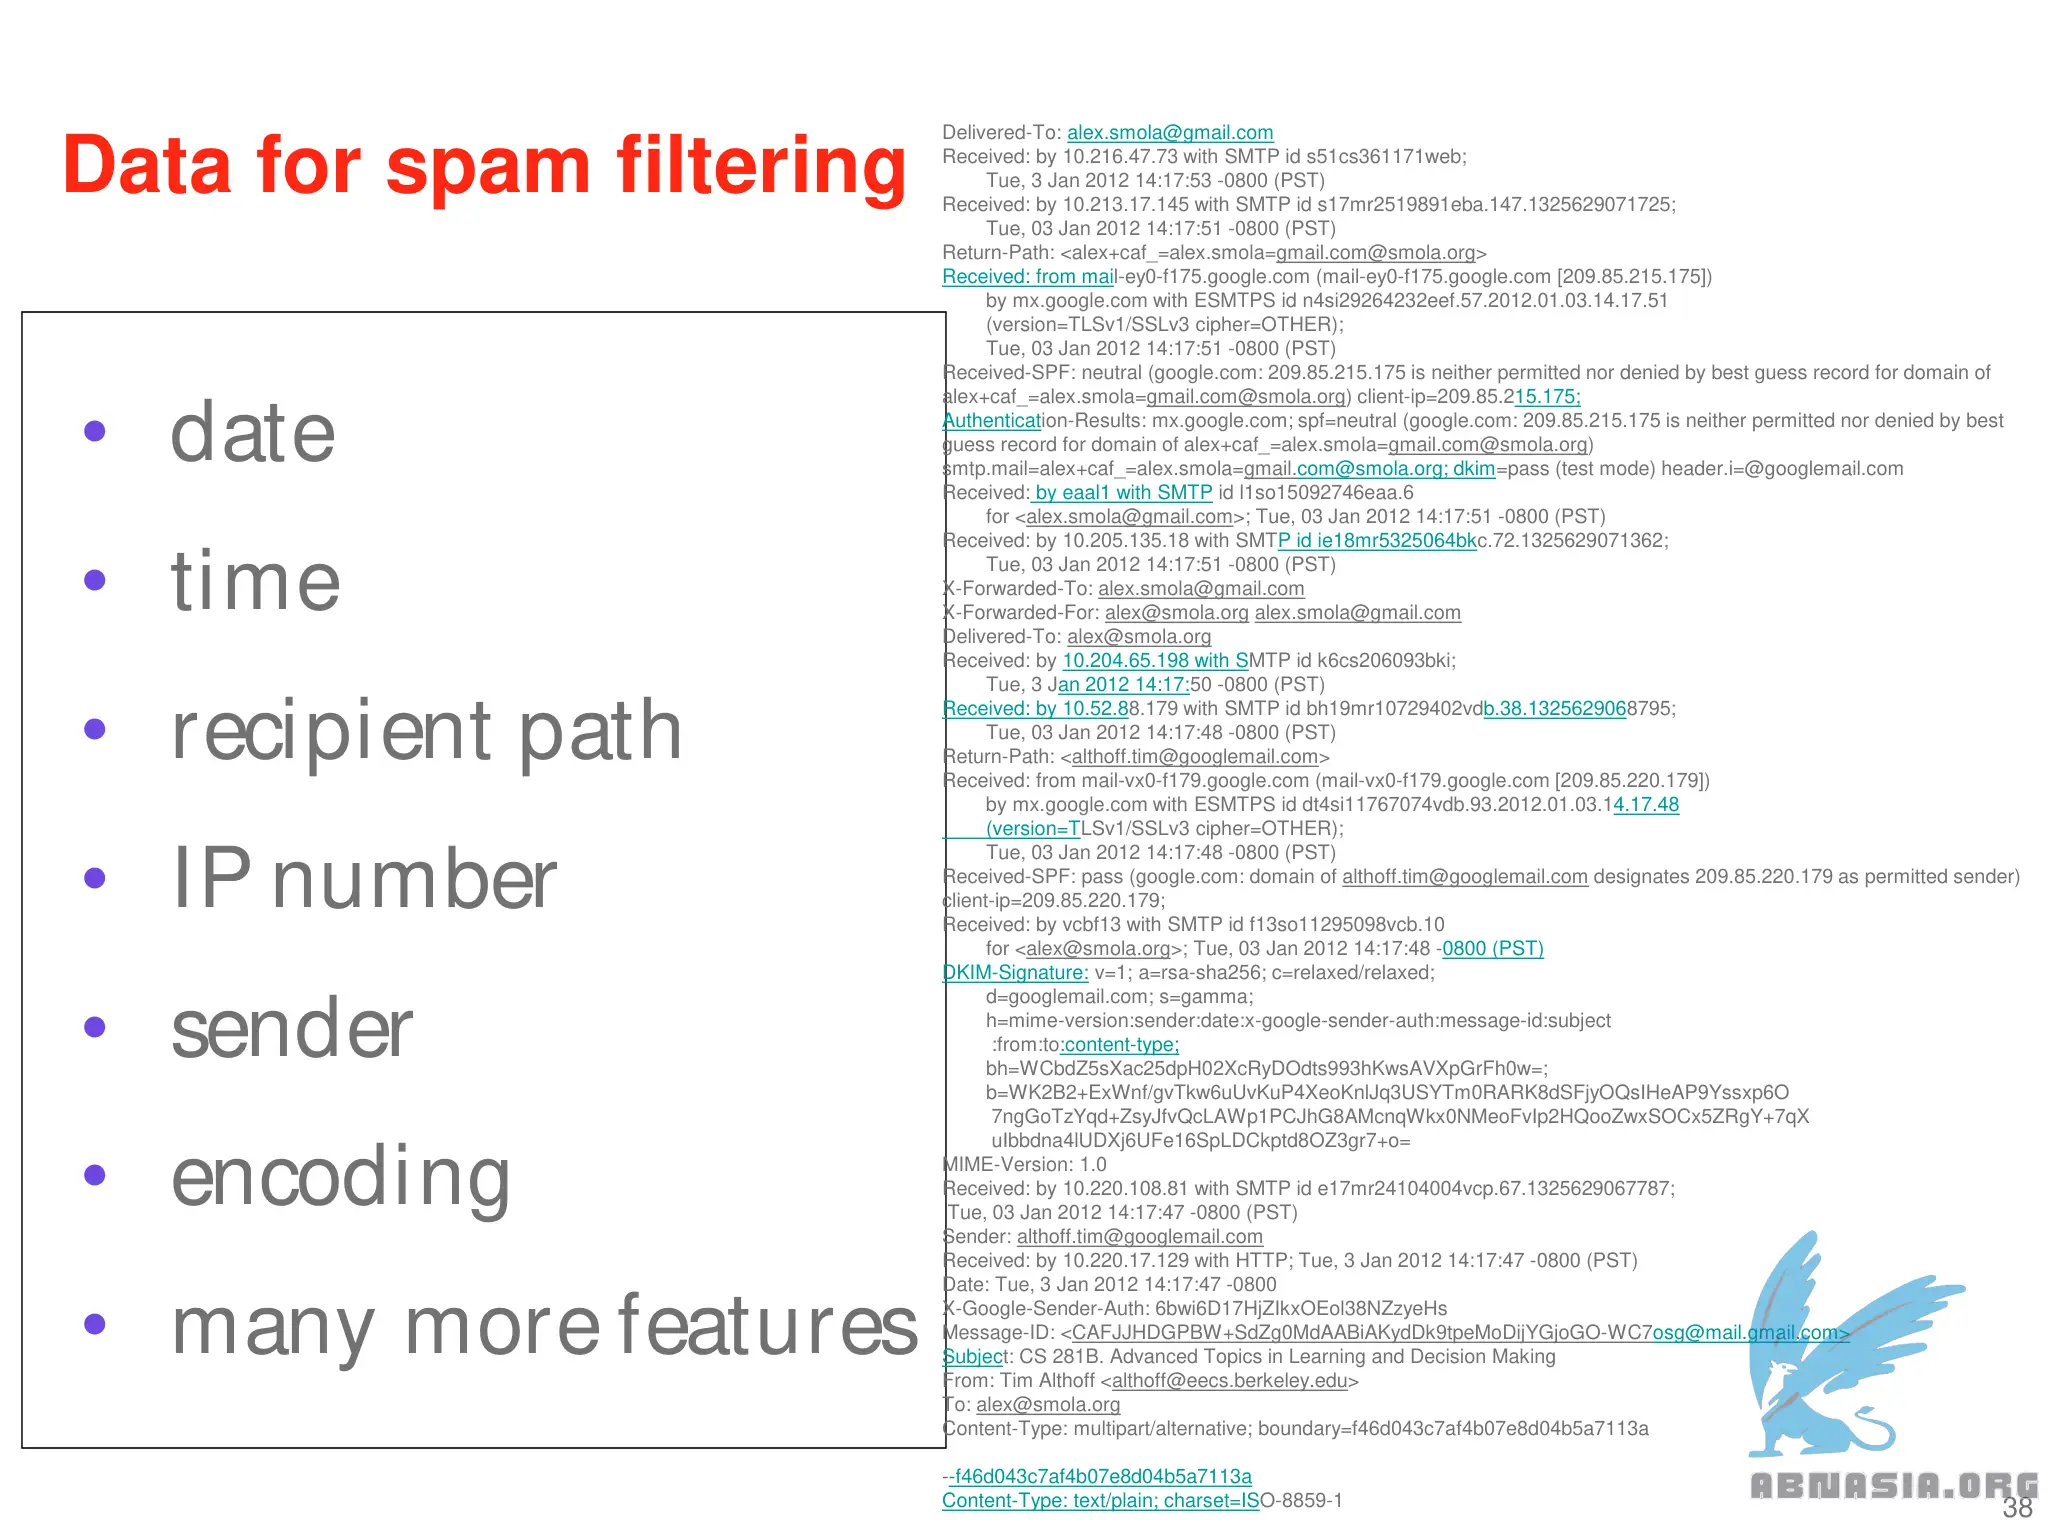 Data for spam filtering
• date
• time
• recipient path
• IP number
• sender
• encoding
• many more features
Delivered-To: alex.smola@gmail.com
Received: by 10.216.47.73 with SMTP id s51cs361171web;
Tue, 3 Jan 2012 14:17:53 -0800 (PST)
Received: by 10.213.17.145 with SMTP id s17mr2519891eba.147.1325629071725;
Tue, 03 Jan 2012 14:17:51 -0800 (PST)
Return-Path: <alex+caf_=alex.smola=gmail.com@smola.org>
Received: from mail-ey0-f175.google.com (mail-ey0-f175.google.com [209.85.215.175])
by mx.google.com with ESMTPS id n4si29264232eef.57.2012.01.03.14.17.51
(version=TLSv1/SSLv3 cipher=OTHER);
Tue, 03 Jan 2012 14:17:51 -0800 (PST)
Received-SPF: neutral (google.com: 209.85.215.175 is neither permitted nor denied by best guess record for domain of
alex+caf_=alex.smola=gmail.com@smola.org) client-ip=209.85.215.175;
Authentication-Results: mx.google.com; spf=neutral (google.com: 209.85.215.175 is neither permitted nor denied by best
guess record for domain of alex+caf_=alex.smola=gmail.com@smola.org)
smtp.mail=alex+caf_=alex.smola=gmail.com@smola.org; dkim=pass (test mode) header.i=@googlemail.com
Received: by eaal1 with SMTP id l1so15092746eaa.6
for <alex.smola@gmail.com>; Tue, 03 Jan 2012 14:17:51 -0800 (PST)
Received: by 10.205.135.18 with SMTP id ie18mr5325064bkc.72.1325629071362;
Tue, 03 Jan 2012 14:17:51 -0800 (PST)
X-Forwarded-To: alex.smola@gmail.com
X-Forwarded-For: alex@smola.org alex.smola@gmail.com
Delivered-To: alex@smola.org
Received: by 10.204.65.198 with SMTP id k6cs206093bki;
Tue, 3 Jan 2012 14:17:50 -0800 (PST)
Received: by 10.52.88.179 with SMTP id bh19mr10729402vdb.38.1325629068795;
Tue, 03 Jan 2012 14:17:48 -0800 (PST)
Return-Path: <althoff.tim@googlemail.com>
Received: from mail-vx0-f179.google.com (mail-vx0-f179.google.com [209.85.220.179])
by mx.google.com with ESMTPS id dt4si11767074vdb.93.2012.01.03.14.17.48
(version=TLSv1/SSLv3 cipher=OTHER);
Tue, 03 Jan 2012 14:17:48 -0800 (PST)
Received-SPF: pass (google.com: domain of althoff.tim@googlemail.com designates 209.85.220.179 as permitted sender)
client-ip=209.85.220.179;
Received: by vcbf13 with SMTP id f13so11295098vcb.10
for <alex@smola.org>; Tue, 03 Jan 2012 14:17:48 -0800 (PST)
DKIM-Signature: v=1; a=rsa-sha256; c=relaxed/relaxed;
d=googlemail.com; s=gamma;
h=mime-version:sender:date:x-google-sender-auth:message-id:subject
:from:to:content-type;
bh=WCbdZ5sXac25dpH02XcRyDOdts993hKwsAVXpGrFh0w=;
b=WK2B2+ExWnf/gvTkw6uUvKuP4XeoKnlJq3USYTm0RARK8dSFjyOQsIHeAP9Yssxp6O
7ngGoTzYqd+ZsyJfvQcLAWp1PCJhG8AMcnqWkx0NMeoFvIp2HQooZwxSOCx5ZRgY+7qX
uIbbdna4lUDXj6UFe16SpLDCkptd8OZ3gr7+o=
MIME-Version: 1.0
Received: by 10.220.108.81 with SMTP id e17mr24104004vcp.67.1325629067787;
Tue, 03 Jan 2012 14:17:47 -0800 (PST)
Sender: althoff.tim@googlemail.com
Received: by 10.220.17.129 with HTTP; Tue, 3 Jan 2012 14:17:47 -0800 (PST)
Date: Tue, 3 Jan 2012 14:17:47 -0800
X-Google-Sender-Auth: 6bwi6D17HjZIkxOEol38NZzyeHs
Message-ID: <CAFJJHDGPBW+SdZg0MdAABiAKydDk9tpeMoDijYGjoGO-WC7osg@mail.gmail.com>
Subject: CS 281B. Advanced Topics in Learning and Decision Making
From: Tim Althoff <althoff@eecs.berkeley.edu>
To: alex@smola.org
Content-Type: multipart/alternative; boundary=f46d043c7af4b07e8d04b5a7113a
--f46d043c7af4b07e8d04b5a7113a
Content-Type: text/plain; charset=ISO-8859-1
ABNASIA.ORG
38